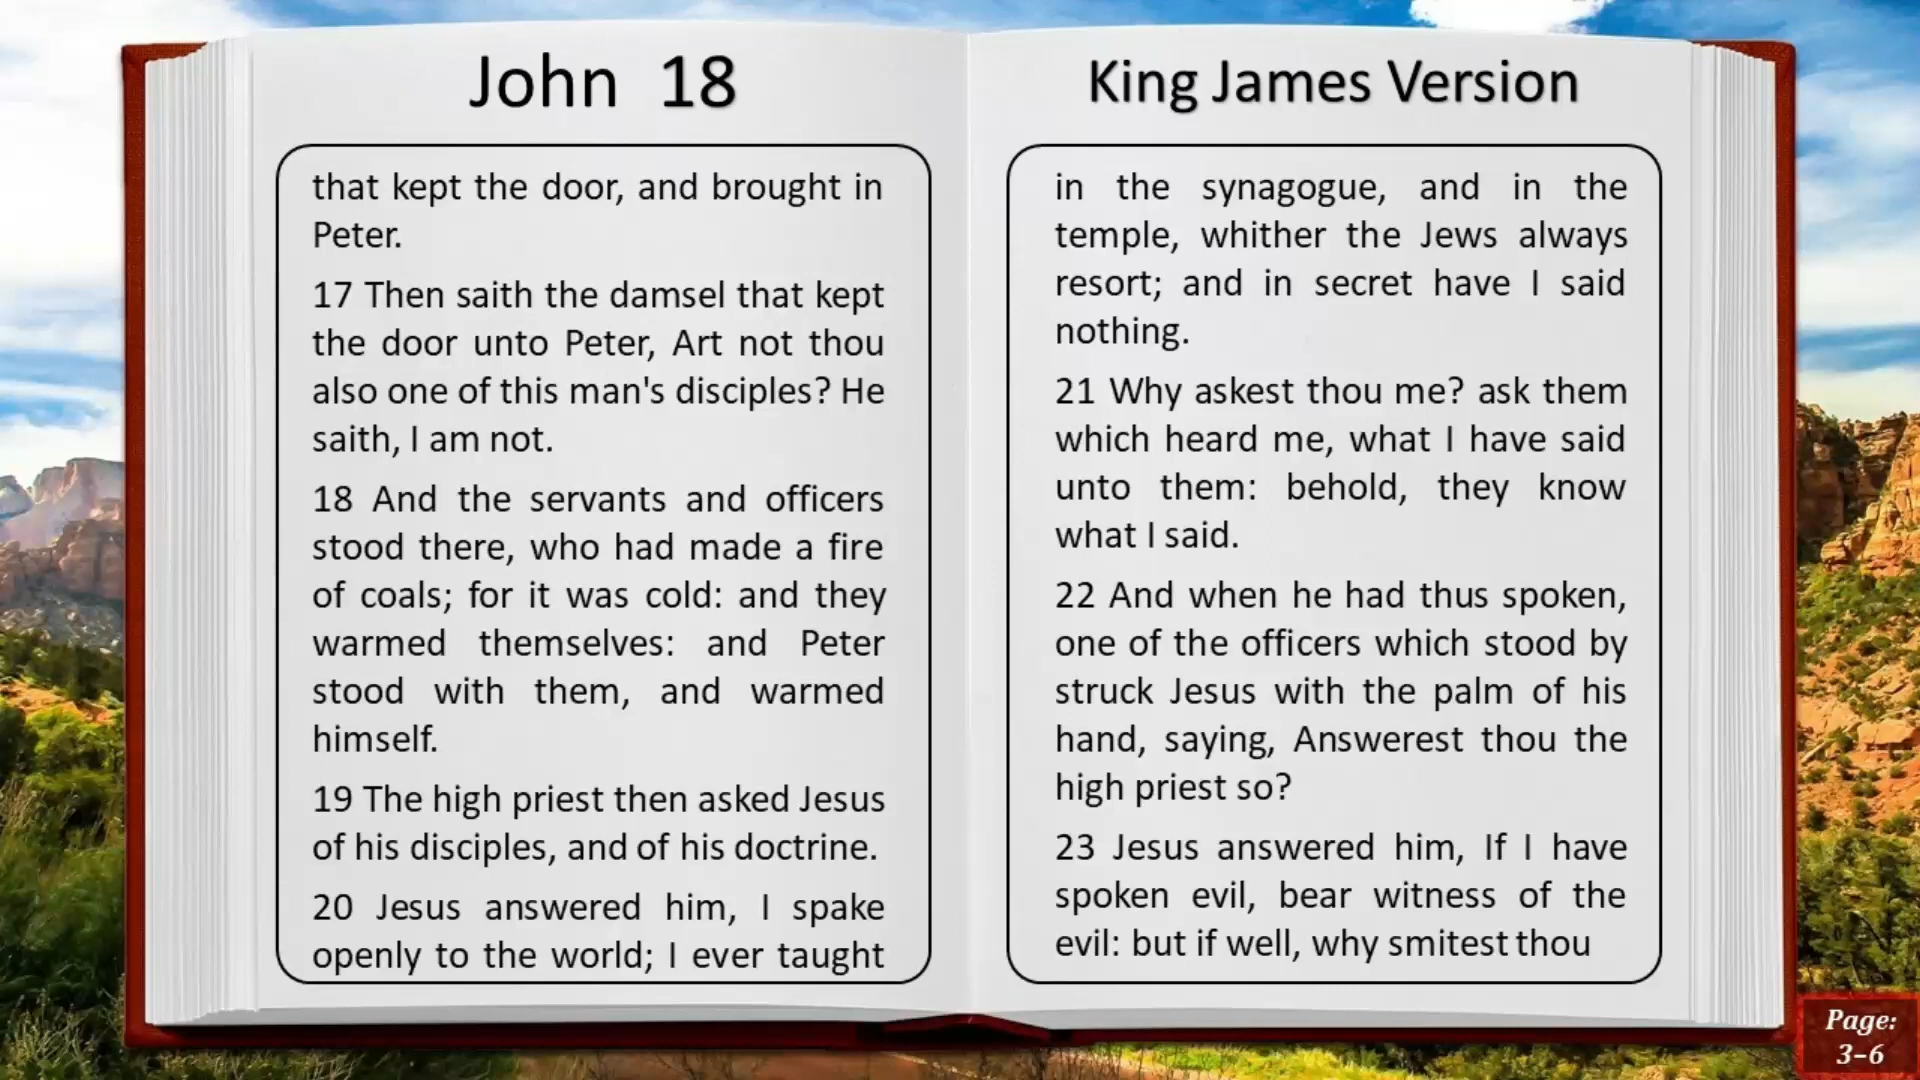 John 18
that kept the door, and brought in
Peter.
17 Then saith the damsel that kept
the door unto Peter, Art not thou
also one of this man's disciples? He
saith, I am not.
18 And the servants and officers
stood there, who had made a fire
of coals; for it was cold: and they
warmed themselves: and Peter
stood with them, and warmed
himself.
19 The high priest then asked Jesus
of his disciples, and of his doctrine.
20 Jesus answered him, I spake
openly to the world; I ever taught
King James Version
in the synagogue, and in the
temple, whither the Jews always
resort; and in secret have I said
nothing.
21 Why askest thou me? ask them
which heard me, what I have said
unto them: behold, they know
what I said.
22 And when he had thus spoken,
one of the officers which stood by
struck Jesus with the palm of his
hand, saying, Answerest thou the
high priest so?
23 Jesus answered him, If I have
spoken evil, bear witness of the
evil: but if well, why smitest thou
Page:
3–6